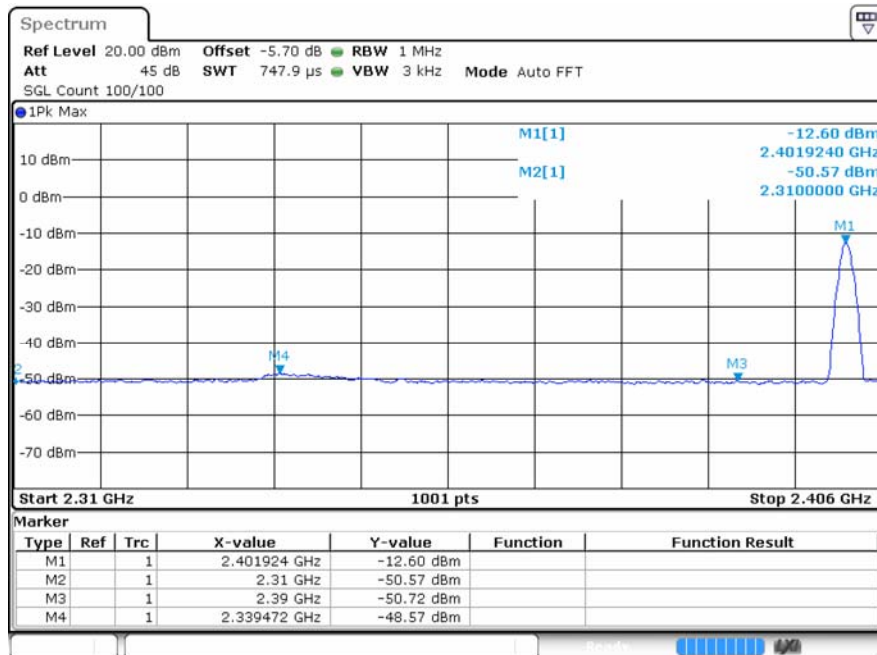 Spectrum
Ref Level 20.00 dBm Offset -5.70 dB RBW 1 MHz
Att 45 dB SWT 747.9 µs VBW 3 kHz Mode Auto FFT
SGL Count 100/100
1Pk Max
M1[1] -12.60 dBm
2.4019240 GHz
M2[1] -50.57 dBm
2.3100000 GHz
10 dBm
0 dBm
M1
-10 dBm
-20 dBm
-30 dBm
-40 dBm
M4
M3
2
-50 dBm
-60 dBm
-70 dBm
Start 2.31 GHz 1001 pts Stop 2.406 GHz
Marker
Type Ref Trc X-value Y-value Function Function Result
M1 1 2.401924 GHz -12.60 dBm
M2 1 2.31 GHz -50.57 dBm
M3 1 2.39 GHz -50.72 dBm
M4 1 2.339472 GHz -48.57 dBm
Ready